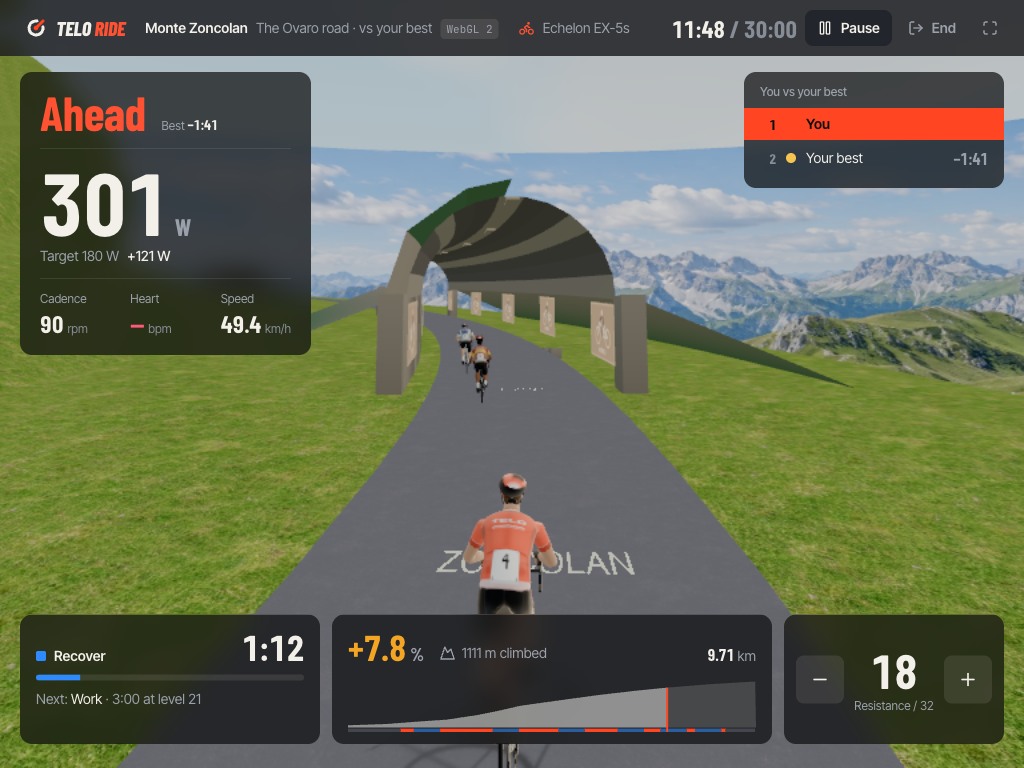 TELO RIDE Monte Zoncolan The Ovaro road · vs your best WebGL 2 Echelon EX-5s 11:48 / 30:00 Pause End
Ahead Best −1:41
301 W
Target 180 W +121 W
Cadence Heart Speed
90 rpm — bpm 49.4 km/h
You vs your best
1 You
2 Your best −1:41
TELO
4
Recover 1:12
Next: Work · 3:00 at level 21
+7.8 % 1111 m climbed 9.71 km
− 18 +
Resistance / 32